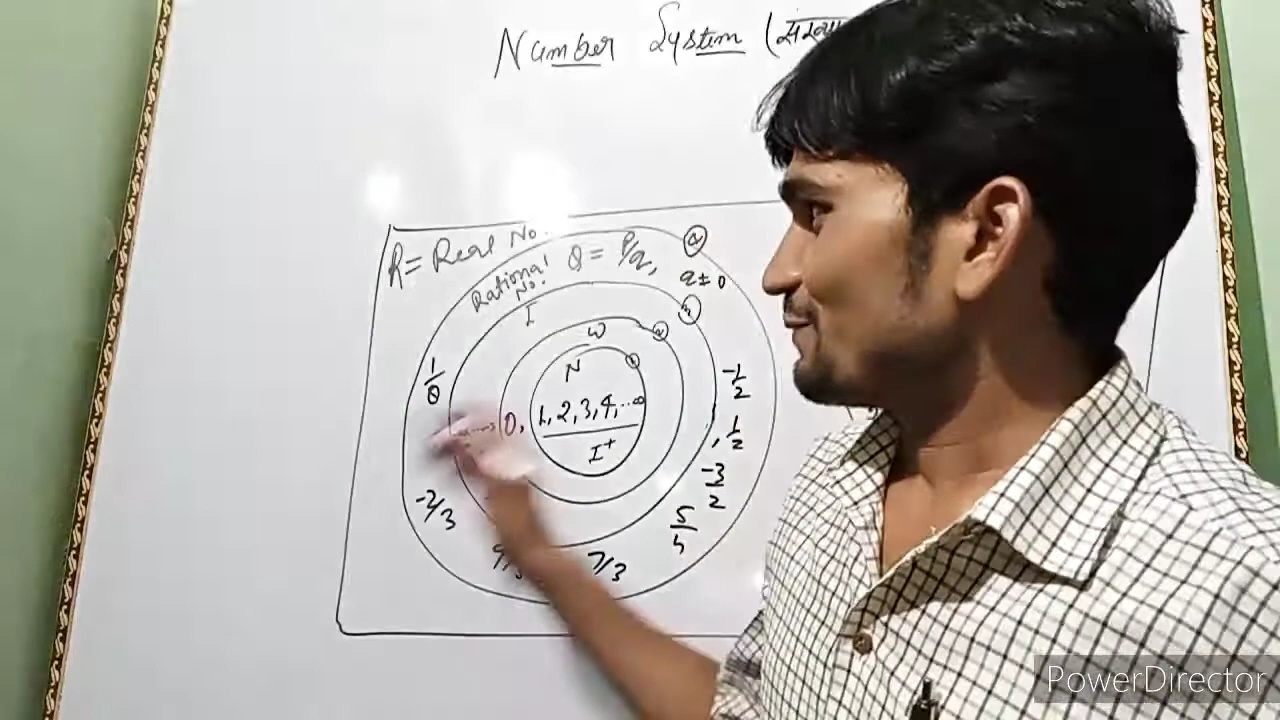 Number System (संख्या
R = Real No.
Rational No.
Q = P/q, q ± 0
I
W
N
1/0
-1/2
0, 1, 2, 3, 4, ...∞
, 1/2
I+
-3/2
-2/3
5/5
7/3
PowerDirector